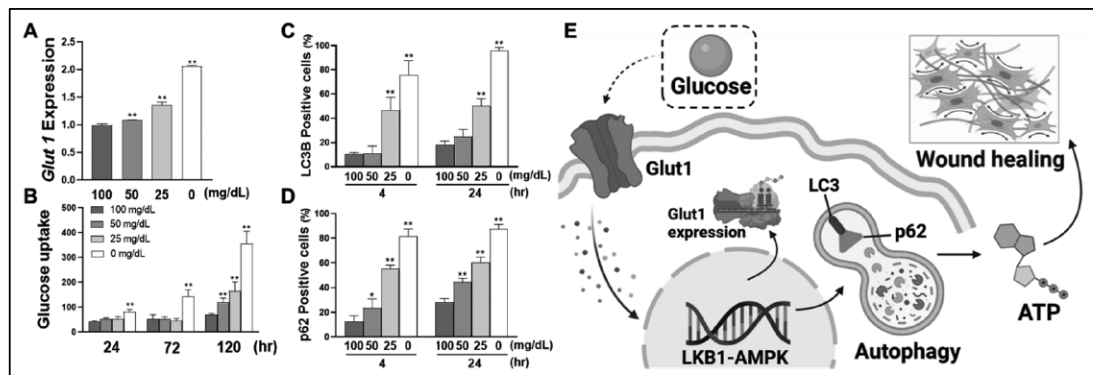 A
Glut 1 Expression
2.5
2.0
1.5
1.0
0.5
0.0
**
**
**
100 50 25 0 (mg/dL)
B
Glucose uptake
400
300
200
100
0
100 mg/dL
50 mg/dL
25 mg/dL
0 mg/dL
**
**
**
**
**
24 72 120 (hr)
C
LC3B Positive cells (%)
100
80
60
40
20
0
**
**
**
**
100 50 25 0 100 50 25 0 (mg/dL)
4 24 (hr)
D
p62 Positive cells (%)
100
80
60
40
20
0
*
**
**
**
**
**
100 50 25 0 100 50 25 0 (mg/dL)
4 24 (hr)
E
Glucose
Glut1
Glut1
expression
LKB1-AMPK
LC3
p62
Autophagy
ATP
Wound healing